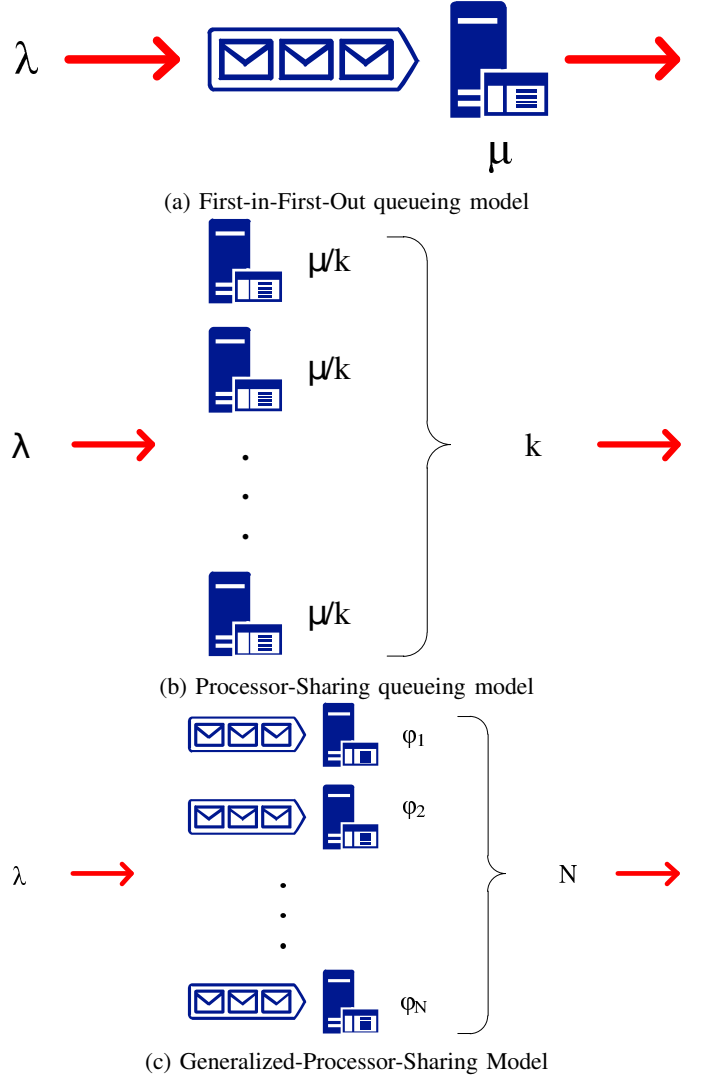 λ
μ
(a) First-in-First-Out queueing model
μ/k
μ/k
λ
k
μ/k
(b) Processor-Sharing queueing model
φ1
φ2
λ
N
φN
(c) Generalized-Processor-Sharing Model